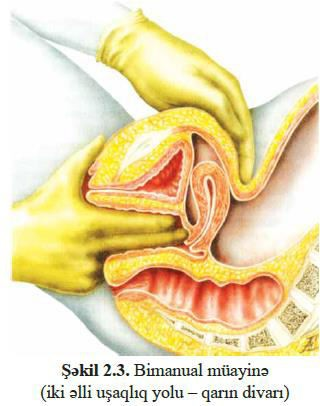 Şəkil 2.3. Bimanual müayinə
(iki əlli uşaqlıq yolu – qarın divarı)